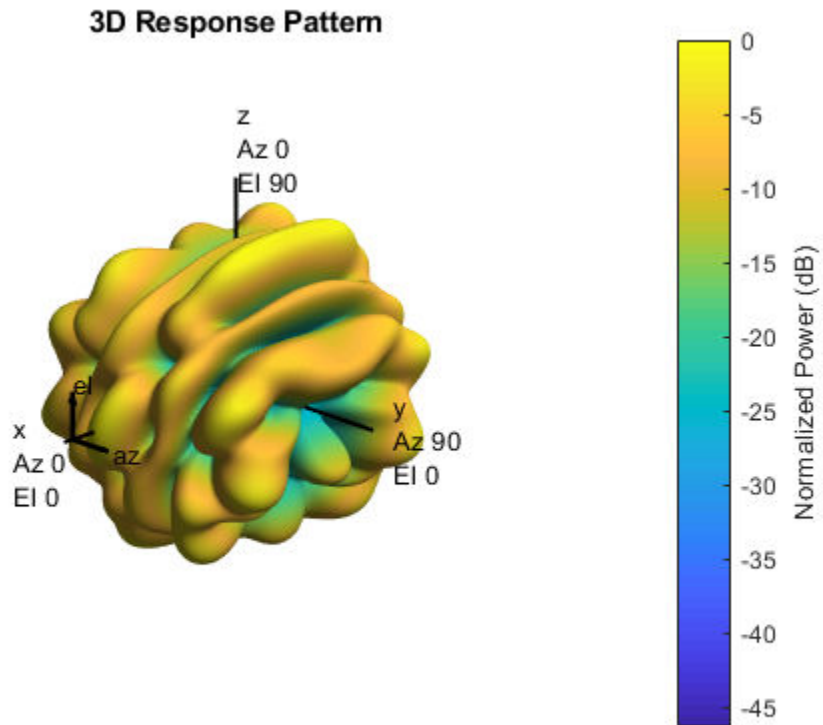 3D Response Pattern
z
Az 0
El 90
el
x
az
Az 0
El 0
y
Az 90
El 0
0
-5
-10
-15
-20
-25
-30
-35
-40
-45
Normalized Power (dB)